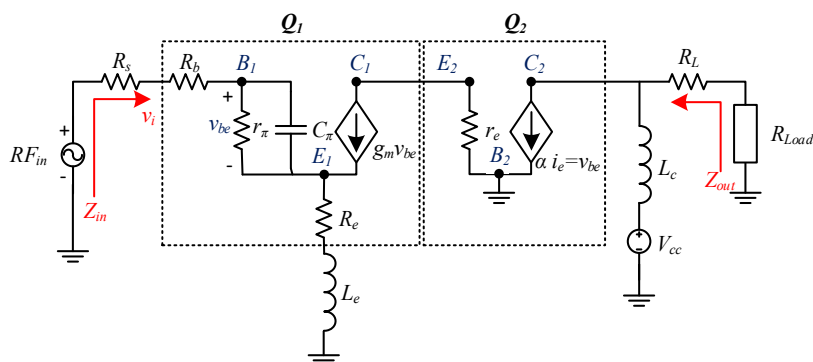 Q1 Q2
Rs Rb B1 C1 E2 C2 RL
+ vi vbe rπ Cπ gmvbe re α ie=vbe RLoad
-
RFin
+
-
E1 B2 Lc Zout
Zin Re + - Vcc
Le